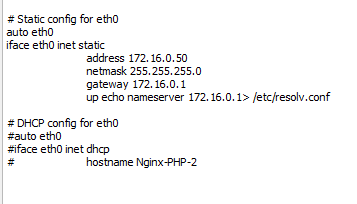 # Static config for eth0
auto eth0
iface eth0 inet static
address 172.16.0.50
netmask 255.255.255.0
gateway 172.16.0.1
up echo nameserver 172.16.0.1> /etc/resolv.conf
# DHCP config for eth0
#auto eth0
#iface eth0 inet dhcp
# hostname Nginx-PHP-2